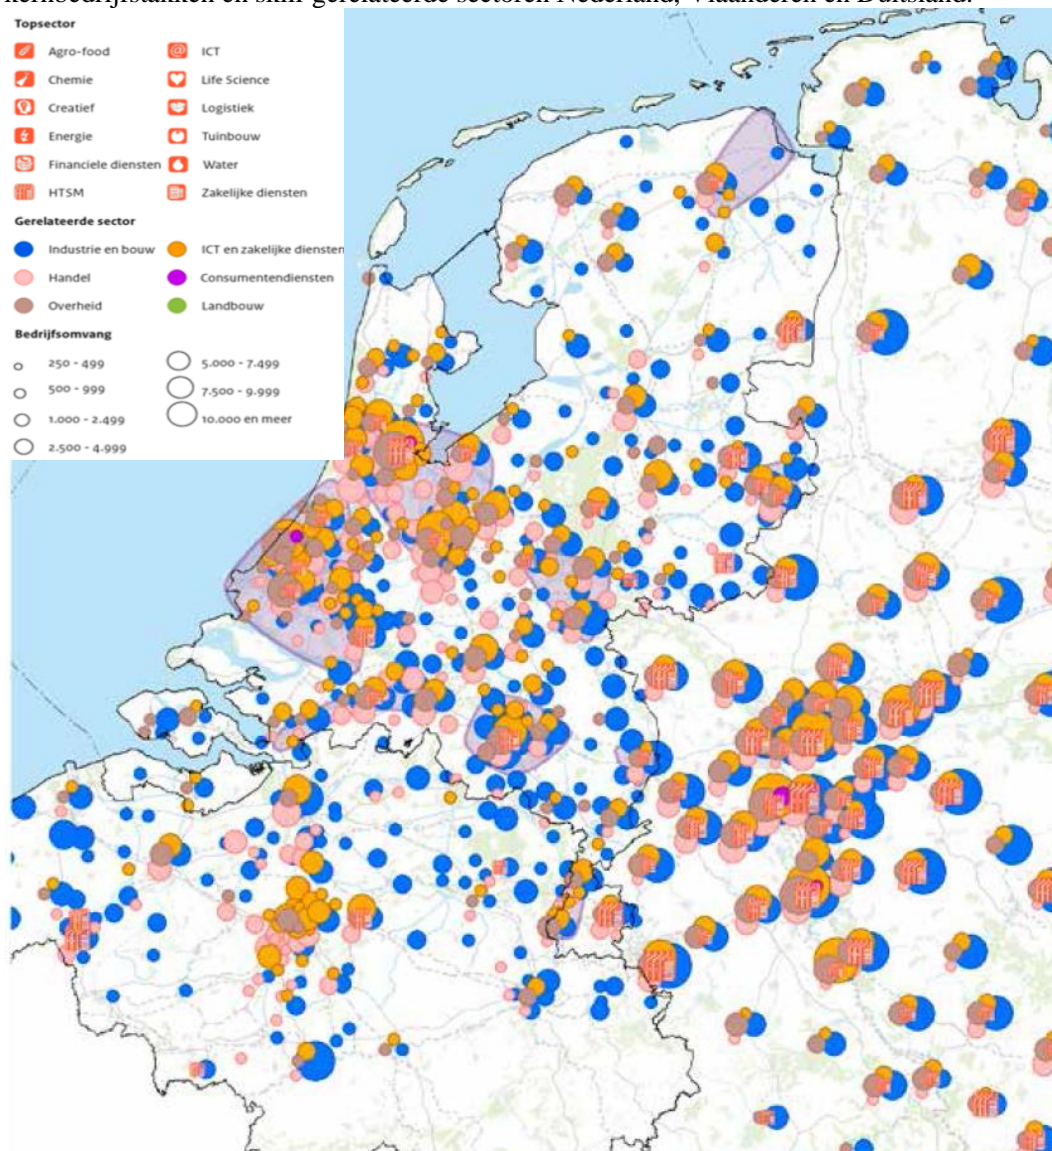 kernbedrijfstakken en skill-gerelateerde sectoren Nederland, Vlaanderen en Duitsland.
Topsector
Agro-food
ICT
Chemie
Life Science
Creatief
Logistiek
Energie
Tuinbouw
Financiele diensten
Water
HTSM
Zakelijke diensten
Gerelateerde sector
Industrie en bouw
ICT en zakelijke diensten
Handel
Consumentendiensten
Overheid
Landbouw
Bedrijfsomvang
250 - 499
5.000 - 7.499
500 - 999
7.500 - 9.999
1.000 - 2.499
10.000 en meer
2.500 - 4.999